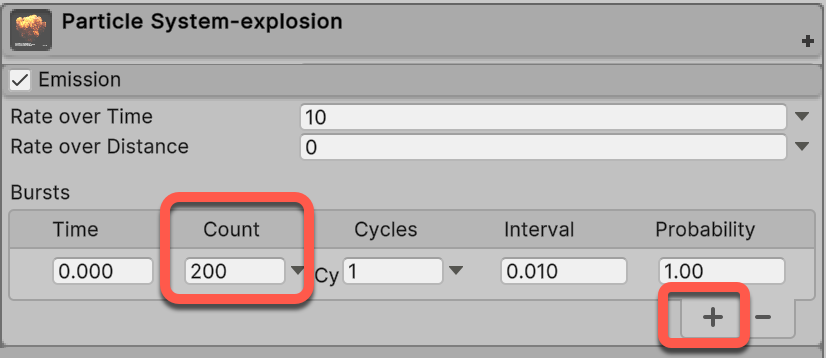 Particle System-explosion
Emission
Rate over Time 10
Rate over Distance 0
Bursts
Time Count Cycles Interval Probability
0.000 200 Cy 1 0.010 1.00